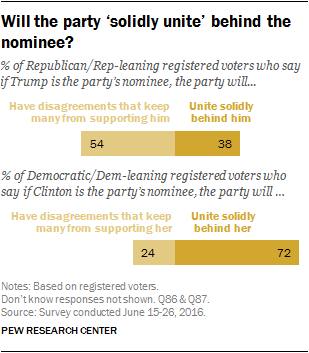 Will the party ‘solidly unite’ behind the
nominee?
% of Republican/Rep-leaning registered voters who say
if Trump is the party's nominee, the party will...
Have disagreements that keep
many from supporting him
Unite solidly
behind him
54 38
% of Democratic/Dem-leaning registered voters who
say if Clinton is the party's nominee, the party will ...
Have disagreements that keep
many from supporting her
Unite solidly
behind her
24 72
Notes: Based on registered voters.
Don't know responses not shown. Q86 & Q87.
Source: Survey conducted June 15-26, 2016.
PEW RESEARCH CENTER